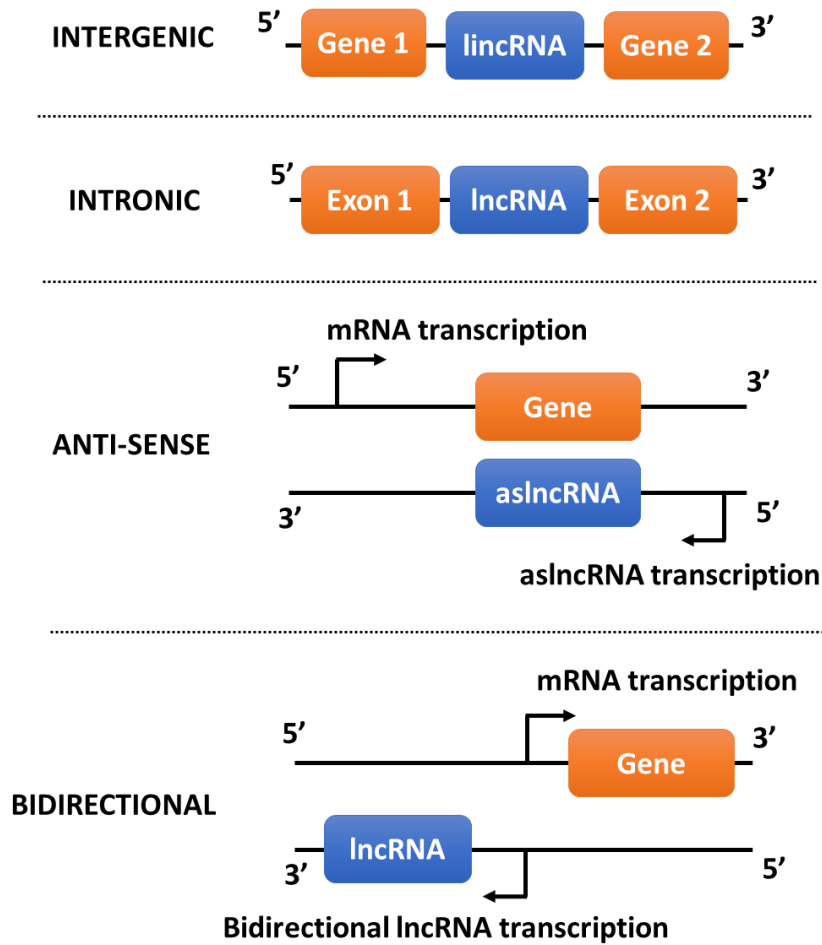 INTERGENIC
5’ Gene 1 lincRNA Gene 2 3’
INTRONIC
5’ Exon 1 lncRNA Exon 2 3’
mRNA transcription
5’ 3’
Gene
ANTI-SENSE
aslncRNA
3’ 5’
aslncRNA transcription
mRNA transcription
5’ 3’
Gene
BIDIRECTIONAL
lncRNA
3’ 5’
Bidirectional lncRNA transcription